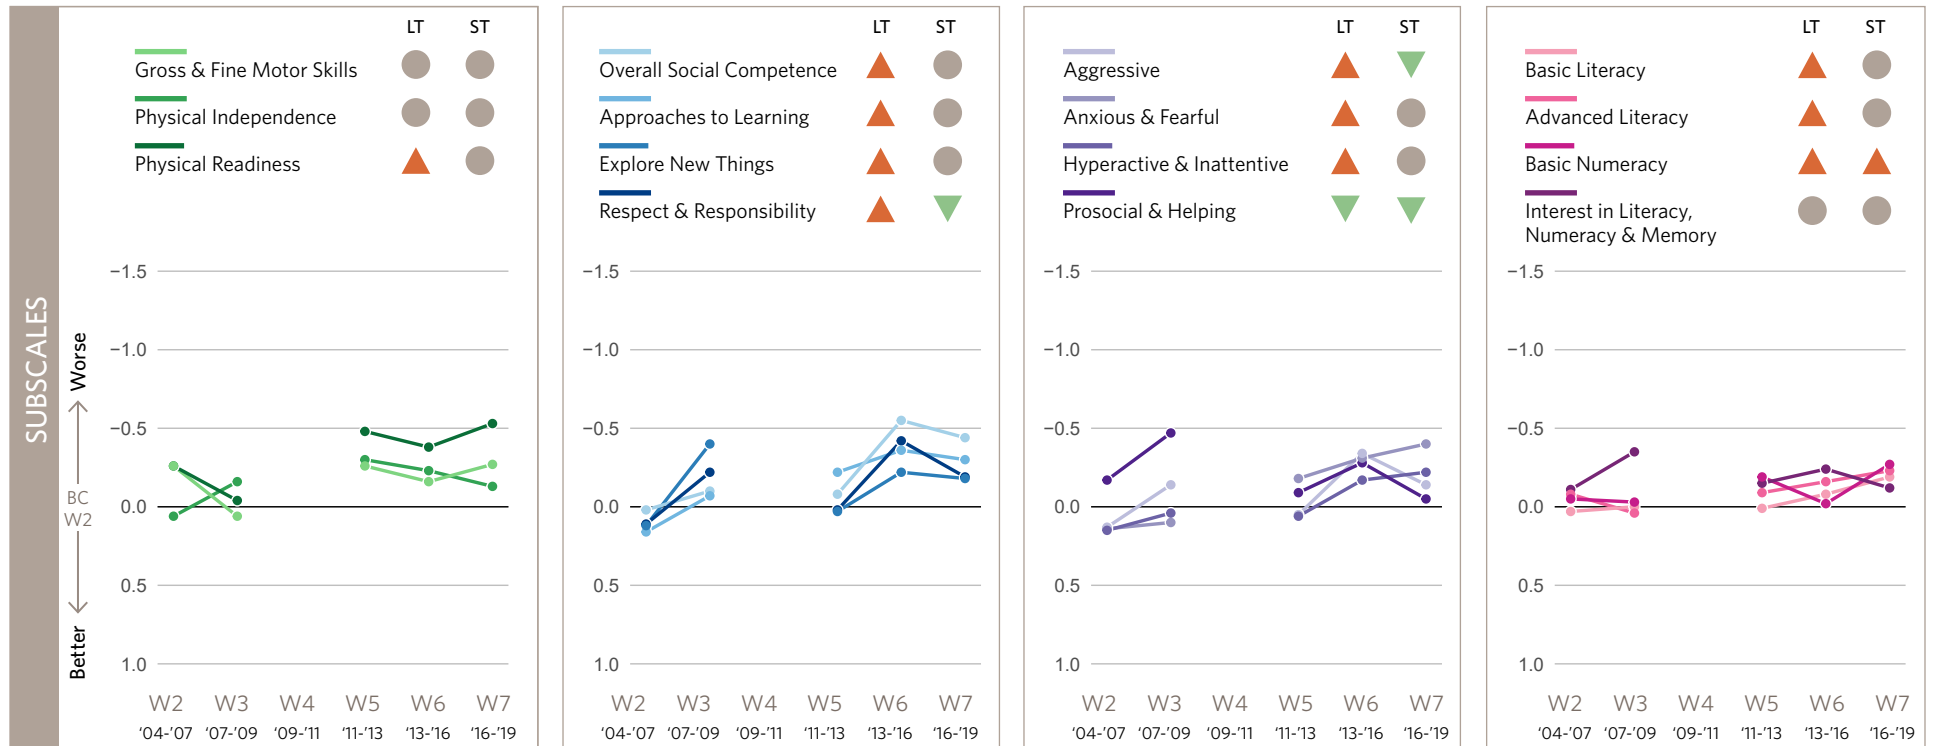 SUBSCALES
Worse
BC
W2
Better
LT ST
Gross & Fine Motor Skills
Physical Independence
Physical Readiness
−1.5
−1.0
−0.5
0.0
0.5
1.0
W2 W3 W4 W5 W6 W7
‘04-’07 ‘07-’09 ‘09-’11 ‘11-’13 ‘13-’16 ‘16-’19
LT ST
Overall Social Competence
Approaches to Learning
Explore New Things
Respect & Responsibility
−1.5
−1.0
−0.5
0.0
0.5
1.0
W2 W3 W4 W5 W6 W7
‘04-’07 ‘07-’09 ‘09-’11 ‘11-’13 ‘13-’16 ‘16-’19
LT ST
Aggressive
Anxious & Fearful
Hyperactive & Inattentive
Prosocial & Helping
−1.5
−1.0
−0.5
0.0
0.5
1.0
W2 W3 W4 W5 W6 W7
‘04-’07 ‘07-’09 ‘09-’11 ‘11-’13 ‘13-’16 ‘16-’19
LT ST
Basic Literacy
Advanced Literacy
Basic Numeracy
Interest in Literacy,
Numeracy & Memory
−1.5
−1.0
−0.5
0.0
0.5
1.0
W2 W3 W4 W5 W6 W7
‘04-’07 ‘07-’09 ‘09-’11 ‘11-’13 ‘13-’16 ‘16-’19